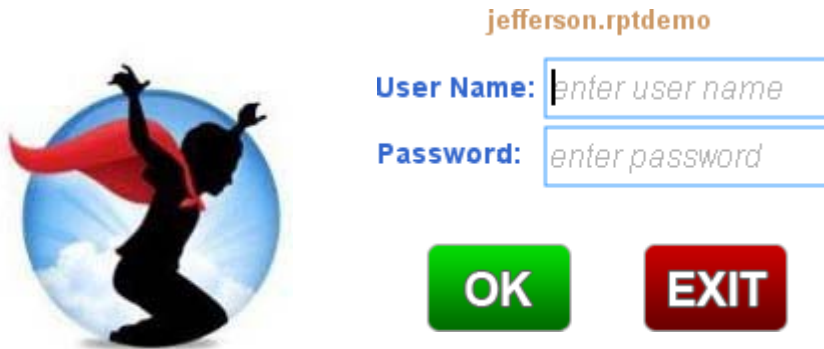 jefferson.rptdemo
User Name: enter user name
Password: enter password
OK EXIT